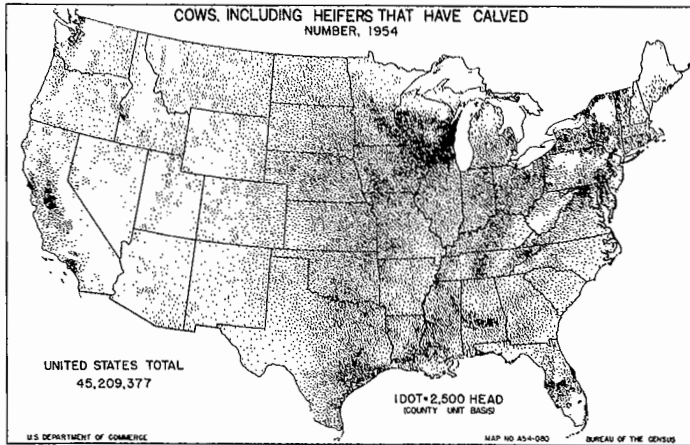 COWS, INCLUDING HEIFERS THAT HAVE CALVED
NUMBER, 1954
UNITED STATES TOTAL
45,209,377
1 DOT=2,500 HEAD
(COUNTY UNIT BASIS)
U.S. DEPARTMENT OF COMMERCE
MAP NO. A54-080
BUREAU OF THE CENSUS